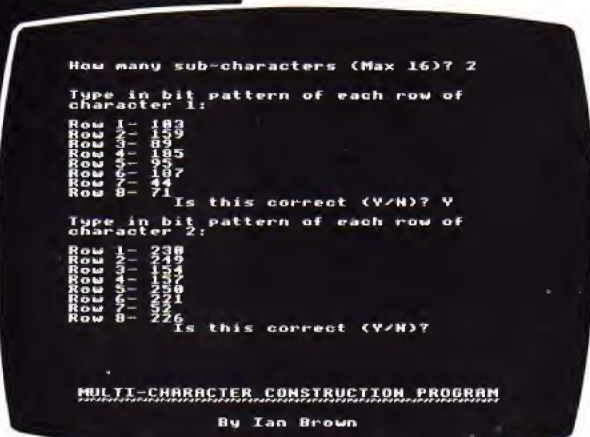 How many sub-characters (Max 16)? 2
Type in bit pattern of each row of
character 1:
Row 1- 103
Row 2- 159
Row 3- 89
Row 4- 185
Row 5- 95
Row 6- 187
Row 7- 44
Row 8- 71
Is this correct (Y/N)? Y
Type in bit pattern of each row of
character 2:
Row 1- 230
Row 2- 249
Row 3- 154
Row 4- 157
Row 5- 250
Row 6- 221
Row 7- 52
Row 8- 226
Is this correct (Y/N)?
MULTI-CHARACTER CONSTRUCTION PROGRAM
By Ian Brown